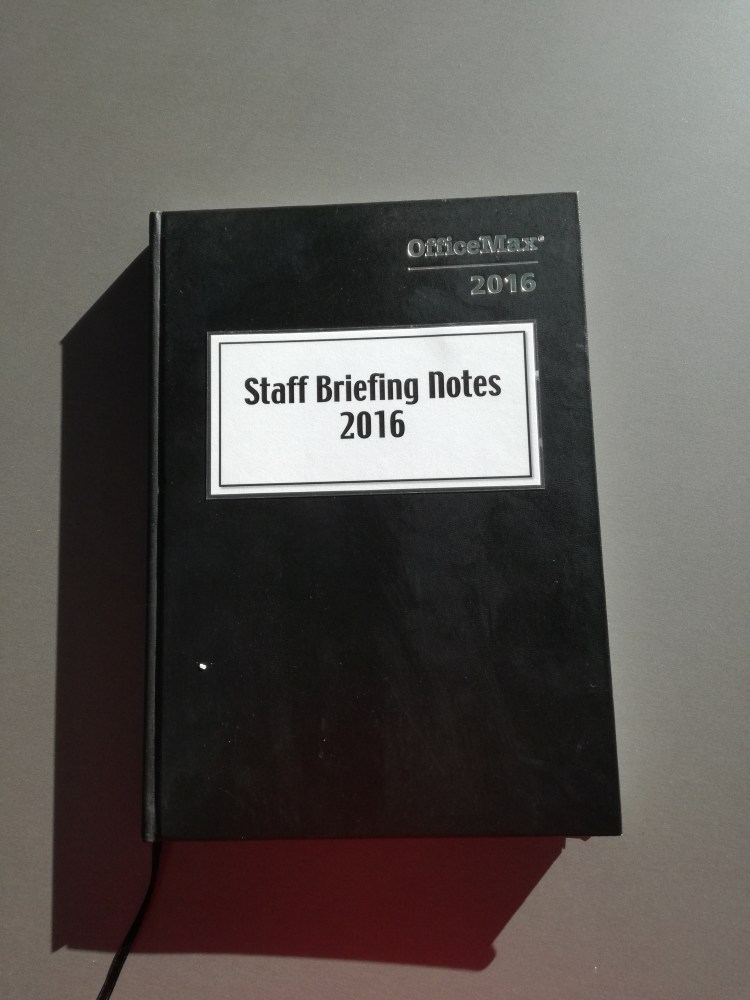 OfficeMax®
2016
Staff Briefing Notes
2016